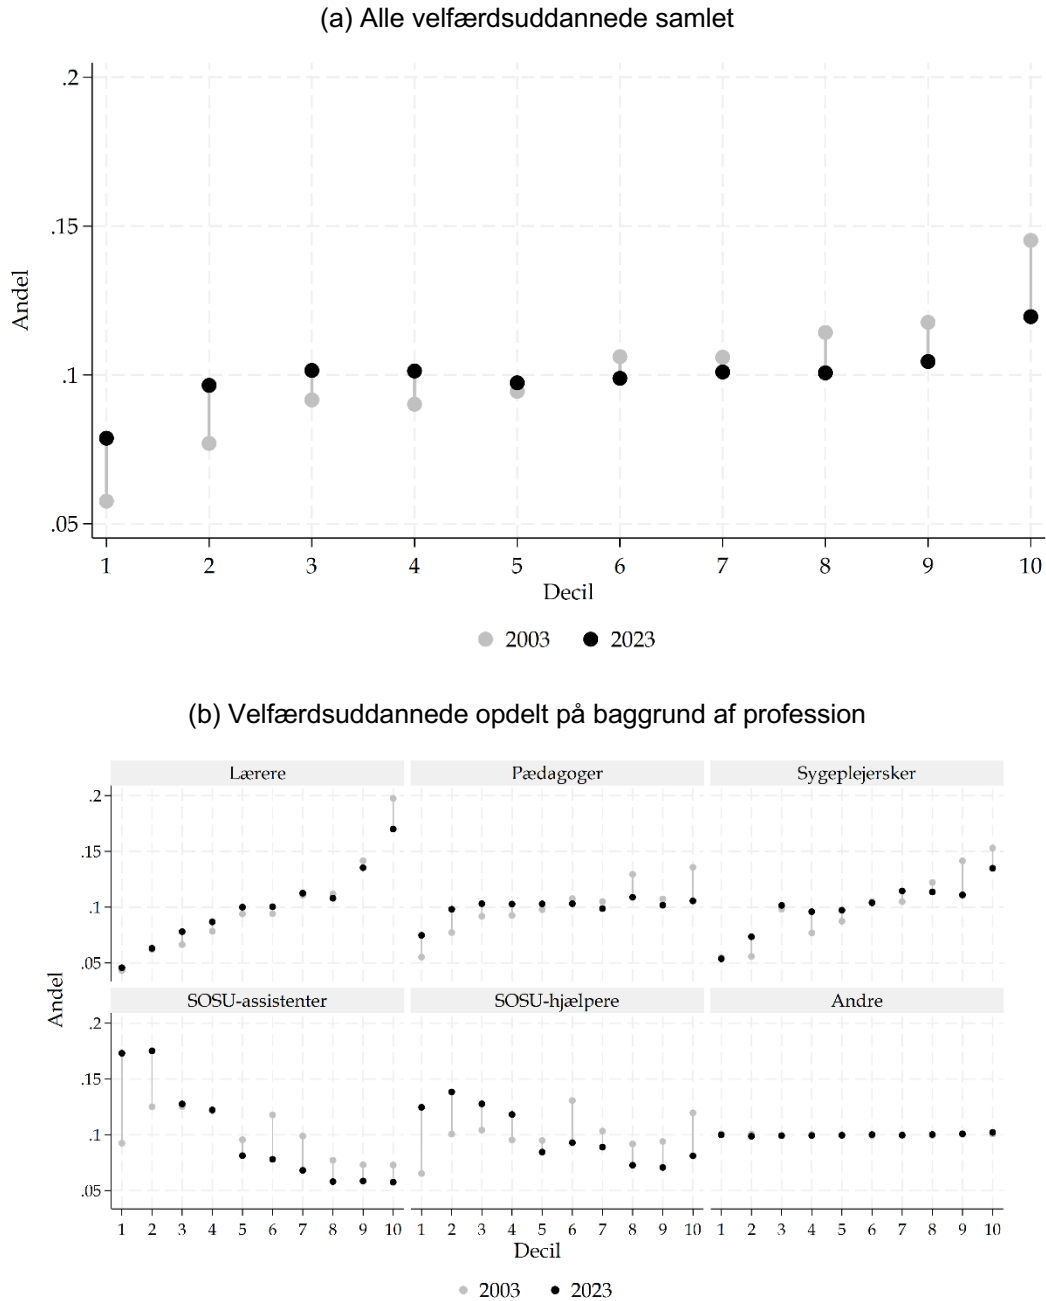 (a) Alle velfærdsuddannede samlet
.2
.15
Andel
.1
.05
1 2 3 4 5 6 7 8 9 10
Decil
2003 2023
(b) Velfærdsuddannede opdelt på baggrund af profession
Lærere Pædagoger Sygeplejersker
.2
.15
.1
.05
Andel
SOSU-assistenter SOSU-hjælpere Andre
.2
.15
.1
.05
1 2 3 4 5 6 7 8 9 10 1 2 3 4 5 6 7 8 9 10 1 2 3 4 5 6 7 8 9 10
Decil
2003 2023